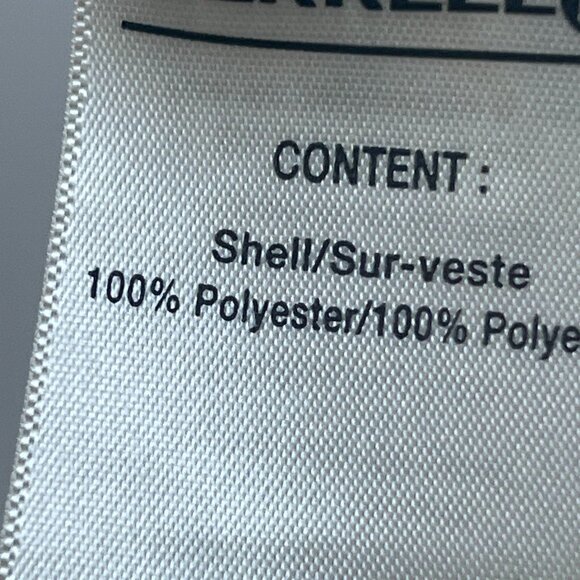 CONTENT :
Shell/Sur-veste
100% Polyester/100% Polye